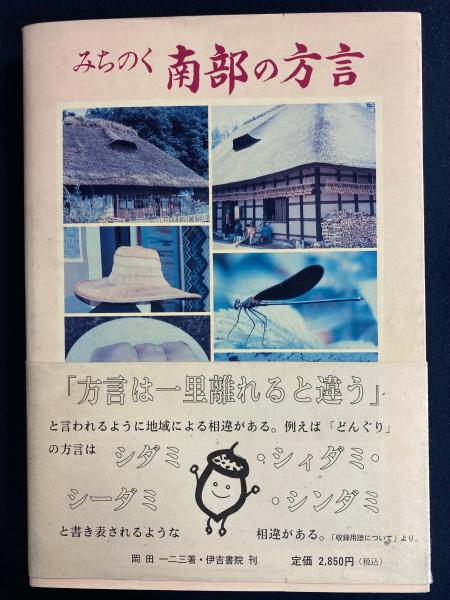 みちのく 南部の方言
「方言は一里離れると違う」
と言われるように地域による相違がある。例えば「どんぐり」
の方言は シダミ ・シィダミ・
シーダミ ・シンダミ
と書き表されるような 相違がある。「収録用語について」より。
岡田 一二三著・伊吉書院 刊 定価 2,850円（税込）